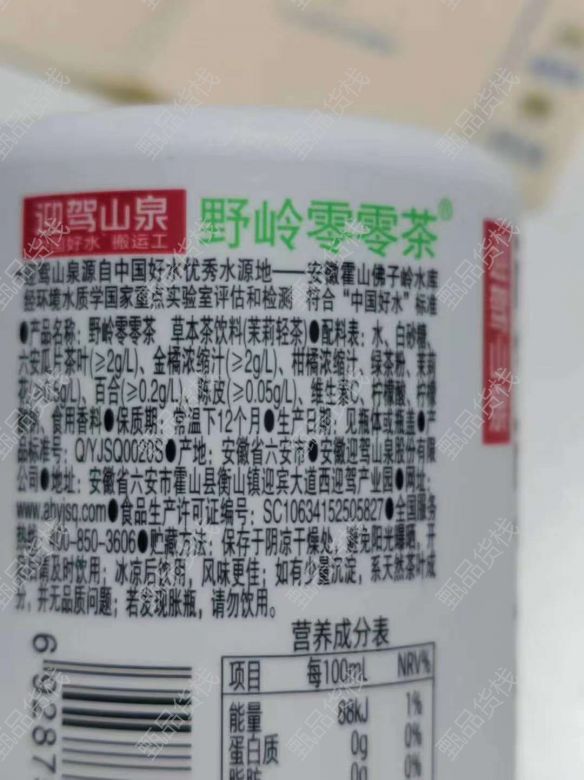 迎驾山泉
好水 搬运工
野岭零零茶®
迎驾山泉源自中国好水优秀水源地——安徽霍山佛子岭水库
经环境水质学国家重点实验室评估和检测 符合“中国好水”标准
●产品名称：野岭零零茶 草本茶饮料(茉莉轻茶)●配料表：水、白砂糖、
六安瓜片茶叶(≥2g/L)、金橘浓缩汁(≥2g/L)、柑橘浓缩汁、绿茶粉、茉莉
花(≥0.5g/L)、百合(≥0.2g/L)、陈皮(≥0.05g/L)、维生素C、柠檬酸、柠檬
酸钠、食用香料●保质期：常温下12个月●生产日期：见瓶体或瓶盖●产
品标准号：Q/YJSQ0020S●产地：安徽省六安市●安徽迎驾山泉股份有限
公司●地址：安徽省六安市霍山县衡山镇迎宾大道西迎驾产业园●网址：
www.ahyjsq.com●食品生产许可证编号：SC10634152505827●全国服务
热线：400-850-3606●贮藏方法：保存于阴凉干燥处，避免阳光曝晒，开
启后请及时饮用；冰凉后饮用，风味更佳；如有少量沉淀，系天然茶叶成
分，并无品质问题；若发现胀瓶，请勿饮用。
营养成分表
项目 每100mL NRV%
能量 88kJ 1%
蛋白质 0g 0%
脂肪 0g 0%
69287
迎驾山泉
甄品货栈